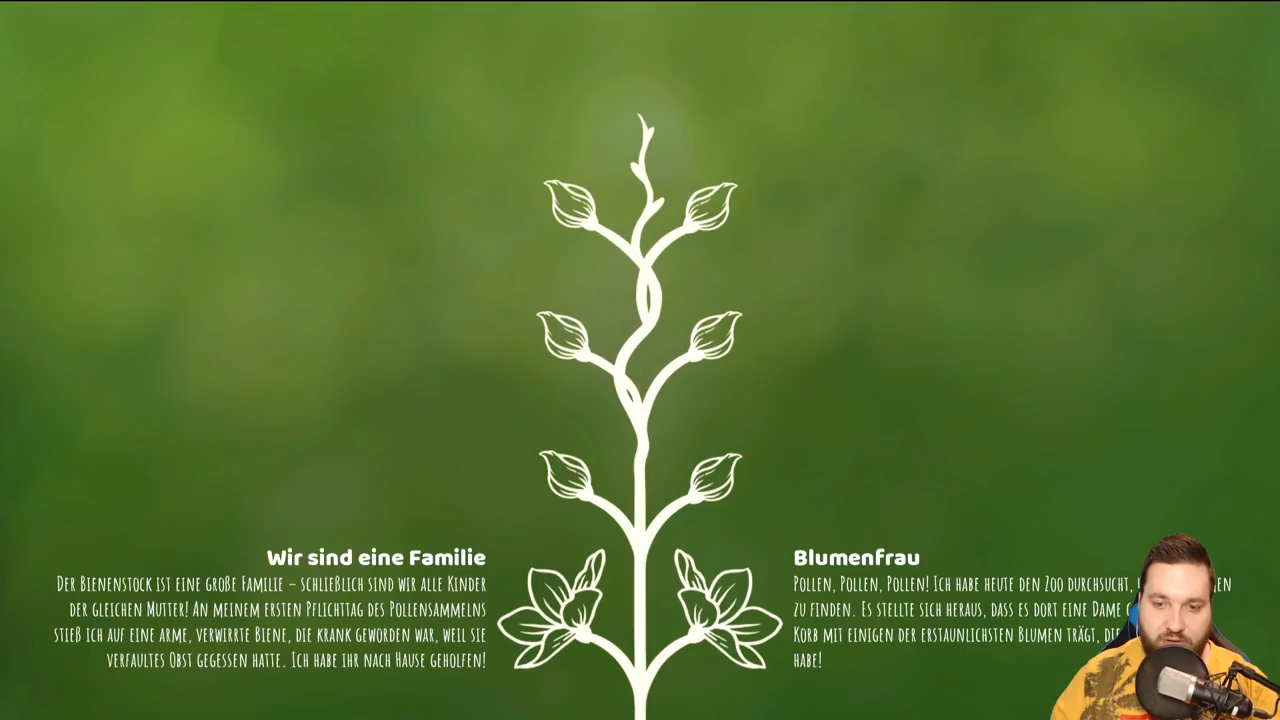 Wir sind eine Familie
Der Bienenstock ist eine große Familie – schließlich sind wir alle Kinder
der gleichen Mutter! An meinem ersten Pflichttag des Pollensammelns
stieß ich auf eine arme, verwirrte Biene, die krank geworden war, weil sie
verfaultes Obst gegessen hatte. Ich habe ihr nach Hause geholfen!
Blumenfrau
Pollen, Pollen, Pollen! Ich habe heute den Zoo durchsucht,
zu finden. Es stellte sich heraus, dass es dort eine Dame
Korb mit einigen der erstaunlichsten Blumen trägt, die
habe!